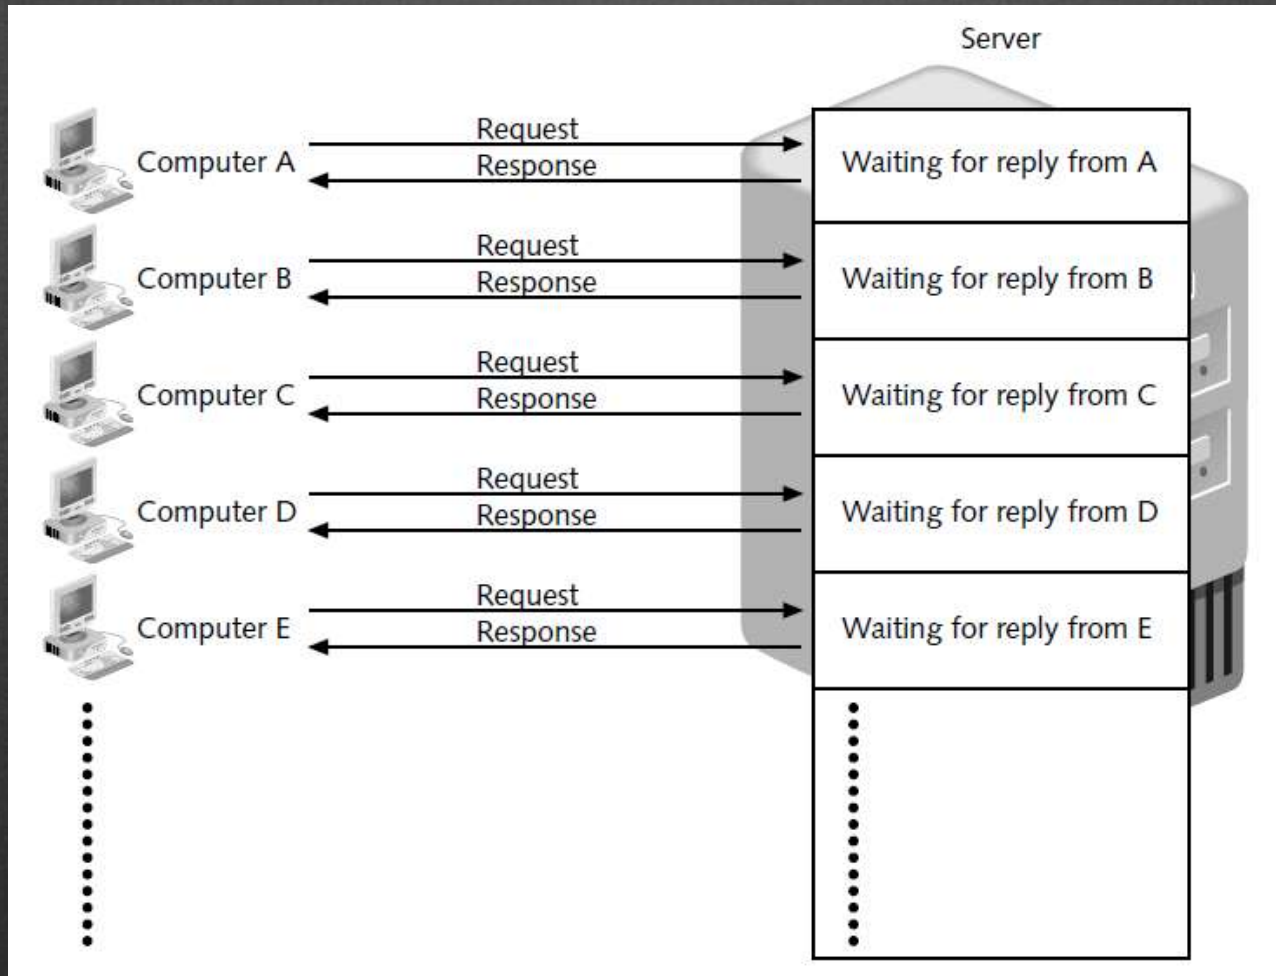 Server
Request
Computer A
Response
Waiting for reply from A
Request
Computer B
Response
Waiting for reply from B
Request
Computer C
Response
Waiting for reply from C
Request
Computer D
Response
Waiting for reply from D
Request
Computer E
Response
Waiting for reply from E